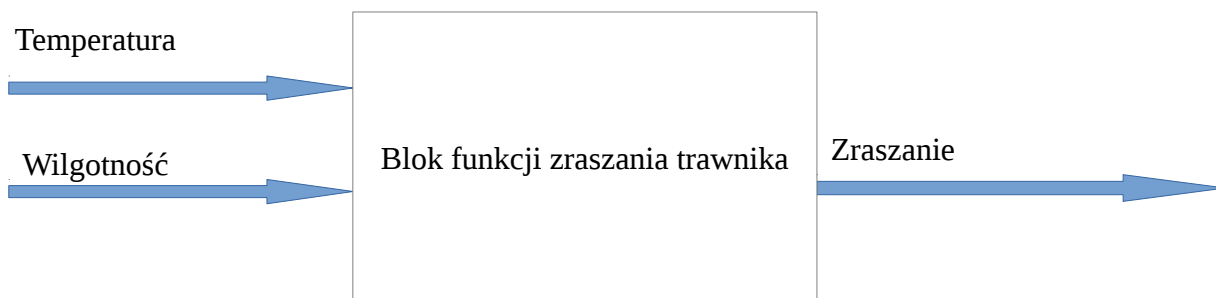 Temperatura
Wilgotność
Blok funkcji zraszania trawnika
Zraszanie